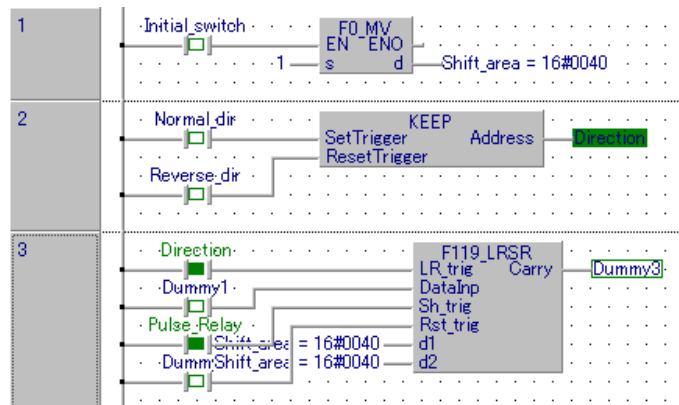 1
Initial_switch
F0_MV
EN ENO
1 s d Shift_area = 16#0040
2
Normal_dir
KEEP
SetTrigger Address Direction
ResetTrigger
Reverse_dir
3
Direction
F119_LRSR
LR_trig Carry Dummy3
Dummy1
DataInp
Sh_trig
Pulse_Relay
Rst_trig
Shift_area = 16#0040 d1
Dumm Shift_area = 16#0040 d2